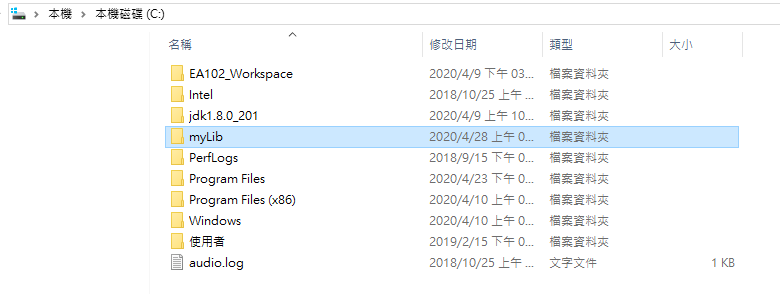 本機 > 本機磁碟 (C:)
名稱 修改日期 類型 大小
EA102_Workspace 2020/4/9 下午 03... 檔案資料夾
Intel 2018/10/25 上午 ... 檔案資料夾
jdk1.8.0_201 2020/4/9 上午 10... 檔案資料夾
myLib 2020/4/28 上午 0... 檔案資料夾
PerfLogs 2018/9/15 下午 0... 檔案資料夾
Program Files 2020/4/23 下午 0... 檔案資料夾
Program Files (x86) 2020/4/10 上午 0... 檔案資料夾
Windows 2020/4/10 上午 0... 檔案資料夾
使用者 2019/2/15 下午 0... 檔案資料夾
audio.log 2018/10/25 上午 ... 文字文件 1 KB